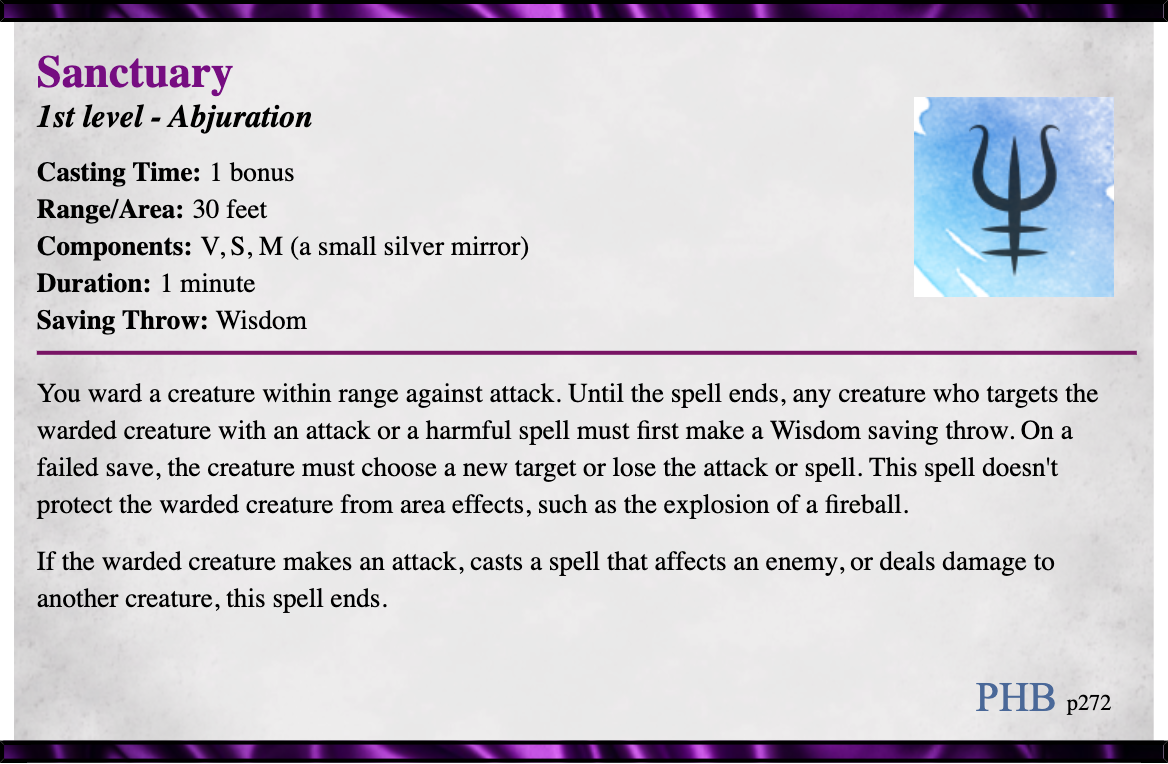 Sanctuary
1st level - Abjuration
Casting Time: 1 bonus
Range/Area: 30 feet
Components: V, S, M (a small silver mirror)
Duration: 1 minute
Saving Throw: Wisdom
You ward a creature within range against attack. Until the spell ends, any creature who targets the
warded creature with an attack or a harmful spell must first make a Wisdom saving throw. On a
failed save, the creature must choose a new target or lose the attack or spell. This spell doesn't
protect the warded creature from area effects, such as the explosion of a fireball.
If the warded creature makes an attack, casts a spell that affects an enemy, or deals damage to
another creature, this spell ends.
PHB p272